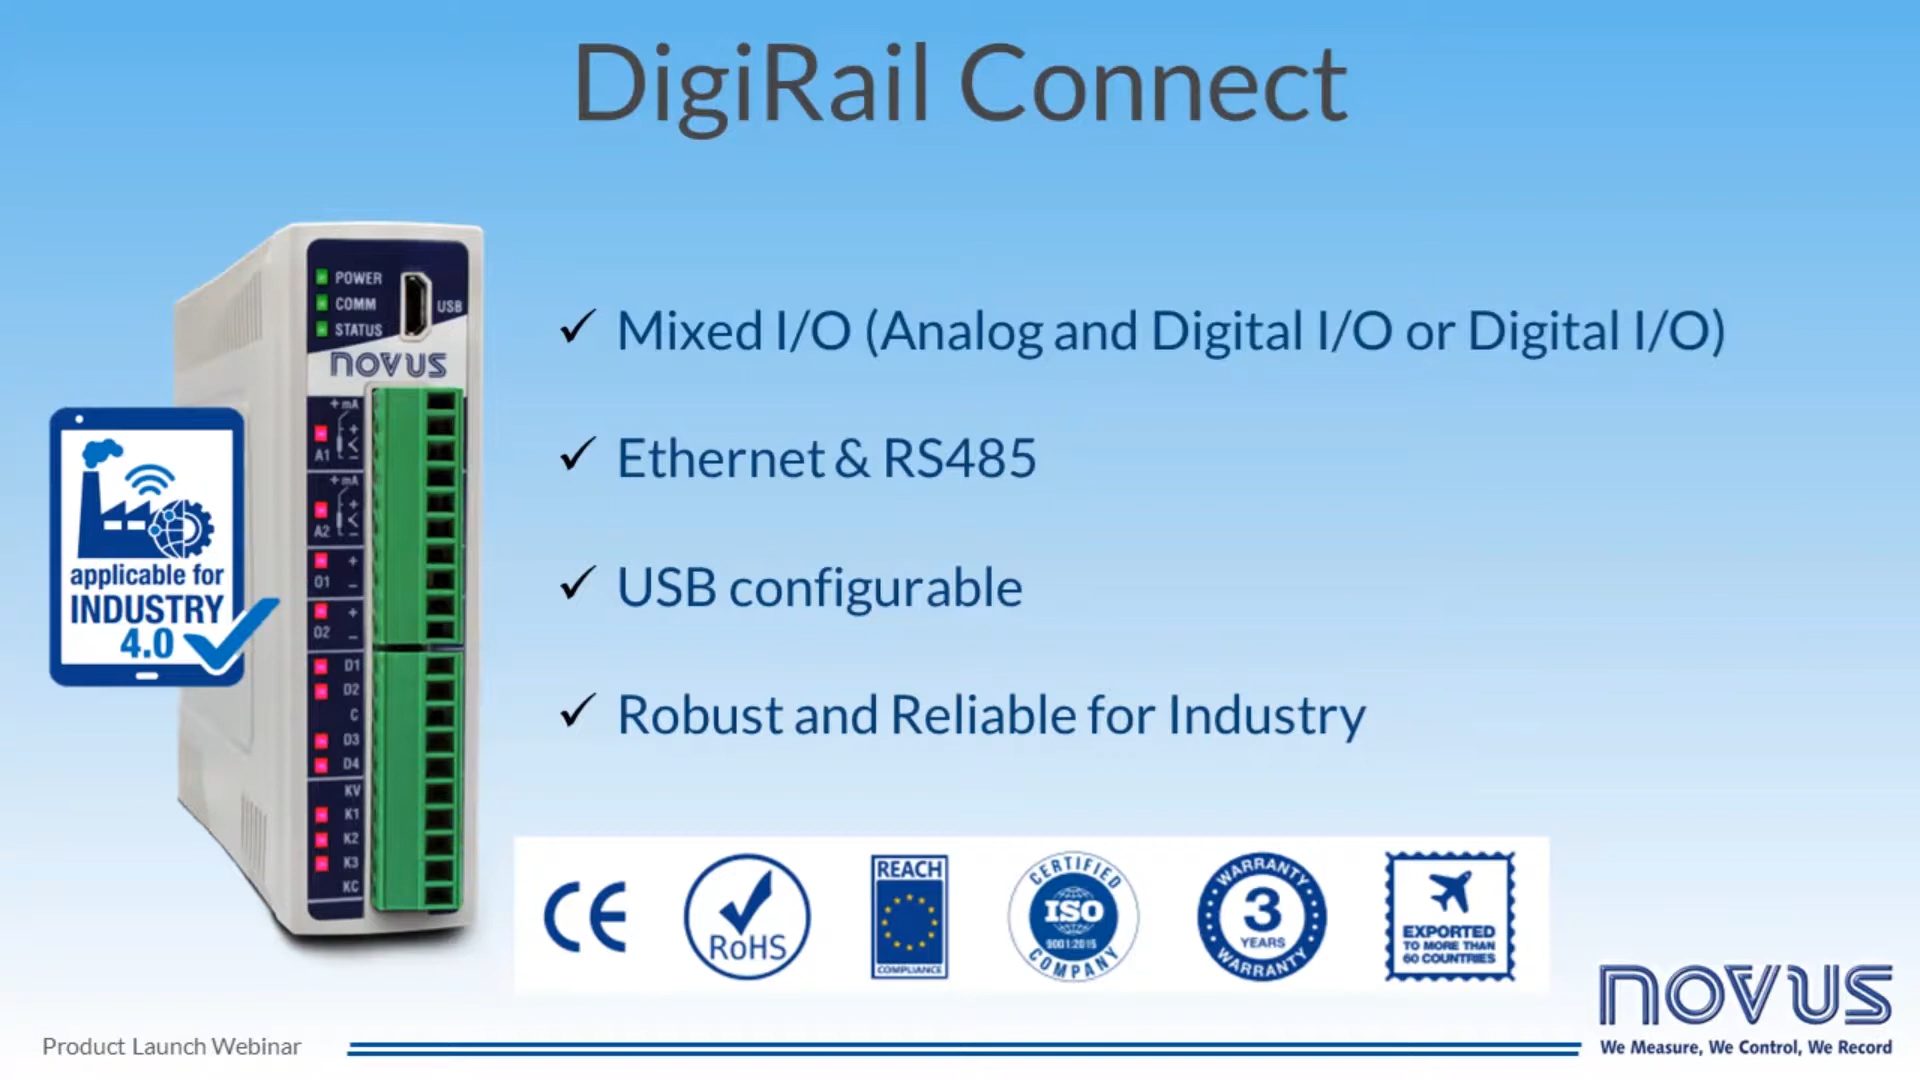 DigiRail Connect
POWER
COMM
STATUS
USB
novus
+mA
+
−
A1
+mA
+
−
A2
+
O1 −
+
O2 −
D1
D2
C
D3
D4
KV
K1
K2
K3
KC
applicable for
INDUSTRY
4.0
✓ Mixed I/O (Analog and Digital I/O or Digital I/O)
✓ Ethernet & RS485
✓ USB configurable
✓ Robust and Reliable for Industry
CE
RoHS
REACH
COMPLIANCE
CERTIFIED
ISO
9001:2015
COMPANY
WARRANTY
3
YEARS
WARRANTY
EXPORTED
TO MORE THAN
60 COUNTRIES
novus
We Measure, We Control, We Record
Product Launch Webinar